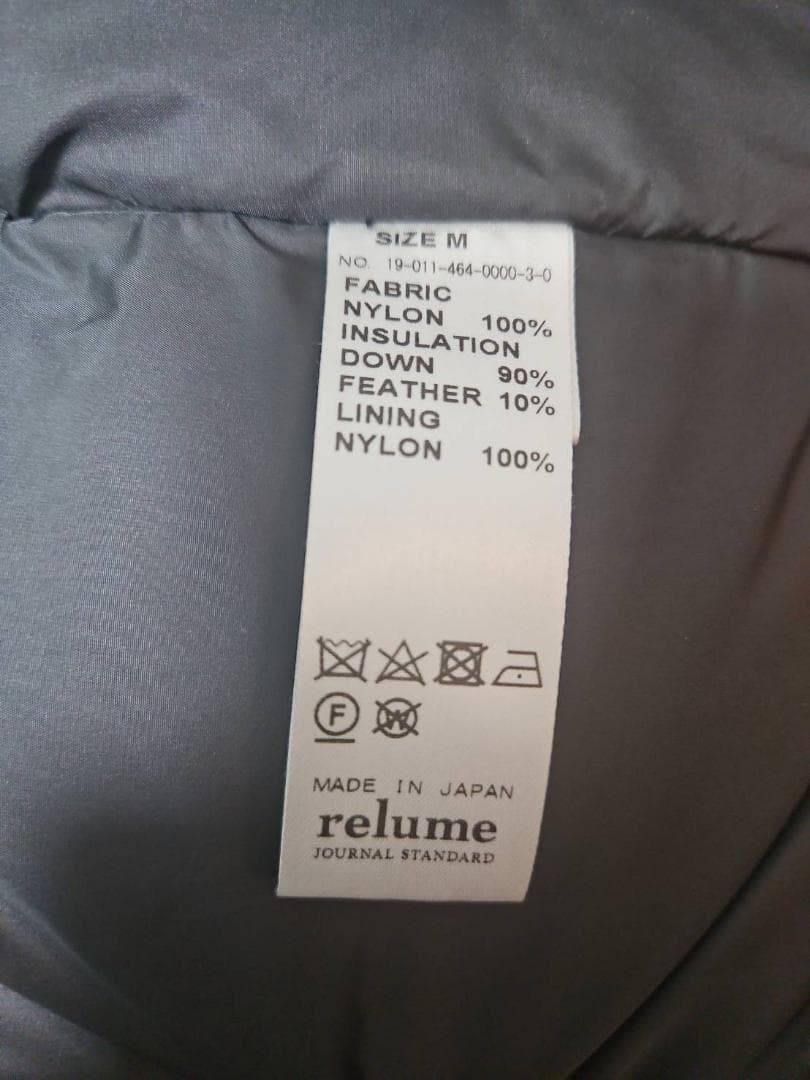 SIZE M
NO. 19-011-464-0000-3-0
FABRIC
NYLON 100%
INSULATION
DOWN 90%
FEATHER 10%
LINING
NYLON 100%
F W
MADE IN JAPAN
relume
JOURNAL STANDARD